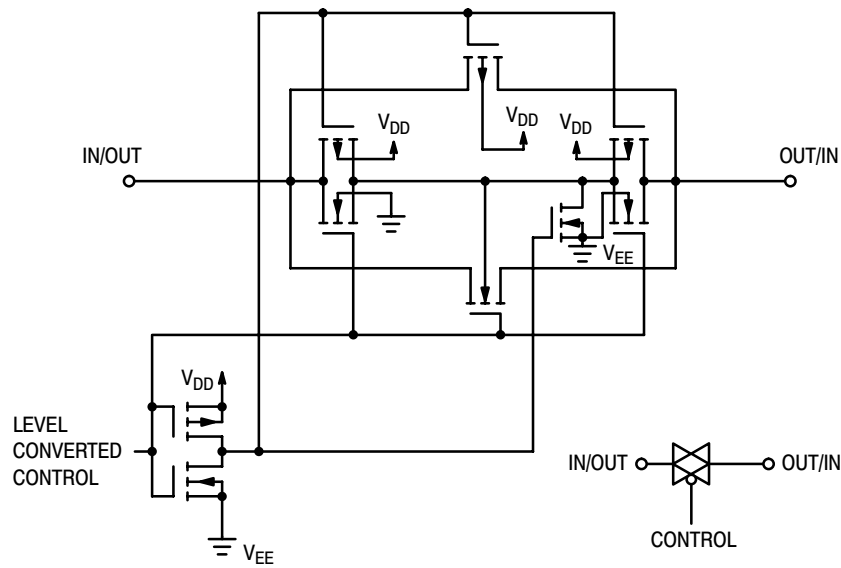 V_DD
V_DD
V_DD
IN/OUT
OUT/IN
V_EE
V_DD
LEVEL
CONVERTED
CONTROL
V_EE
IN/OUT
OUT/IN
CONTROL